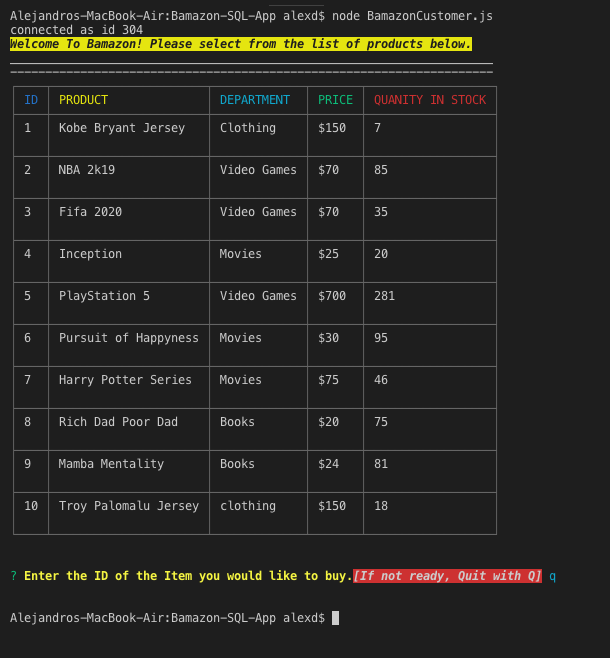 Alejandros-MacBook-Air:Bamazon-SQL-App alexd$ node BamazonCustomer.js
connected as id 304
Welcome To Bamazon! Please select from the list of products below.
ID PRODUCT DEPARTMENT PRICE QUANITY IN STOCK
1 Kobe Bryant Jersey Clothing $150 7
2 NBA 2k19 Video Games $70 85
3 Fifa 2020 Video Games $70 35
4 Inception Movies $25 20
5 PlayStation 5 Video Games $700 281
6 Pursuit of Happyness Movies $30 95
7 Harry Potter Series Movies $75 46
8 Rich Dad Poor Dad Books $20 75
9 Mamba Mentality Books $24 81
10 Troy Palomalu Jersey clothing $150 18
? Enter the ID of the Item you would like to buy.[If not ready, Quit with Q] q
Alejandros-MacBook-Air:Bamazon-SQL-App alexd$